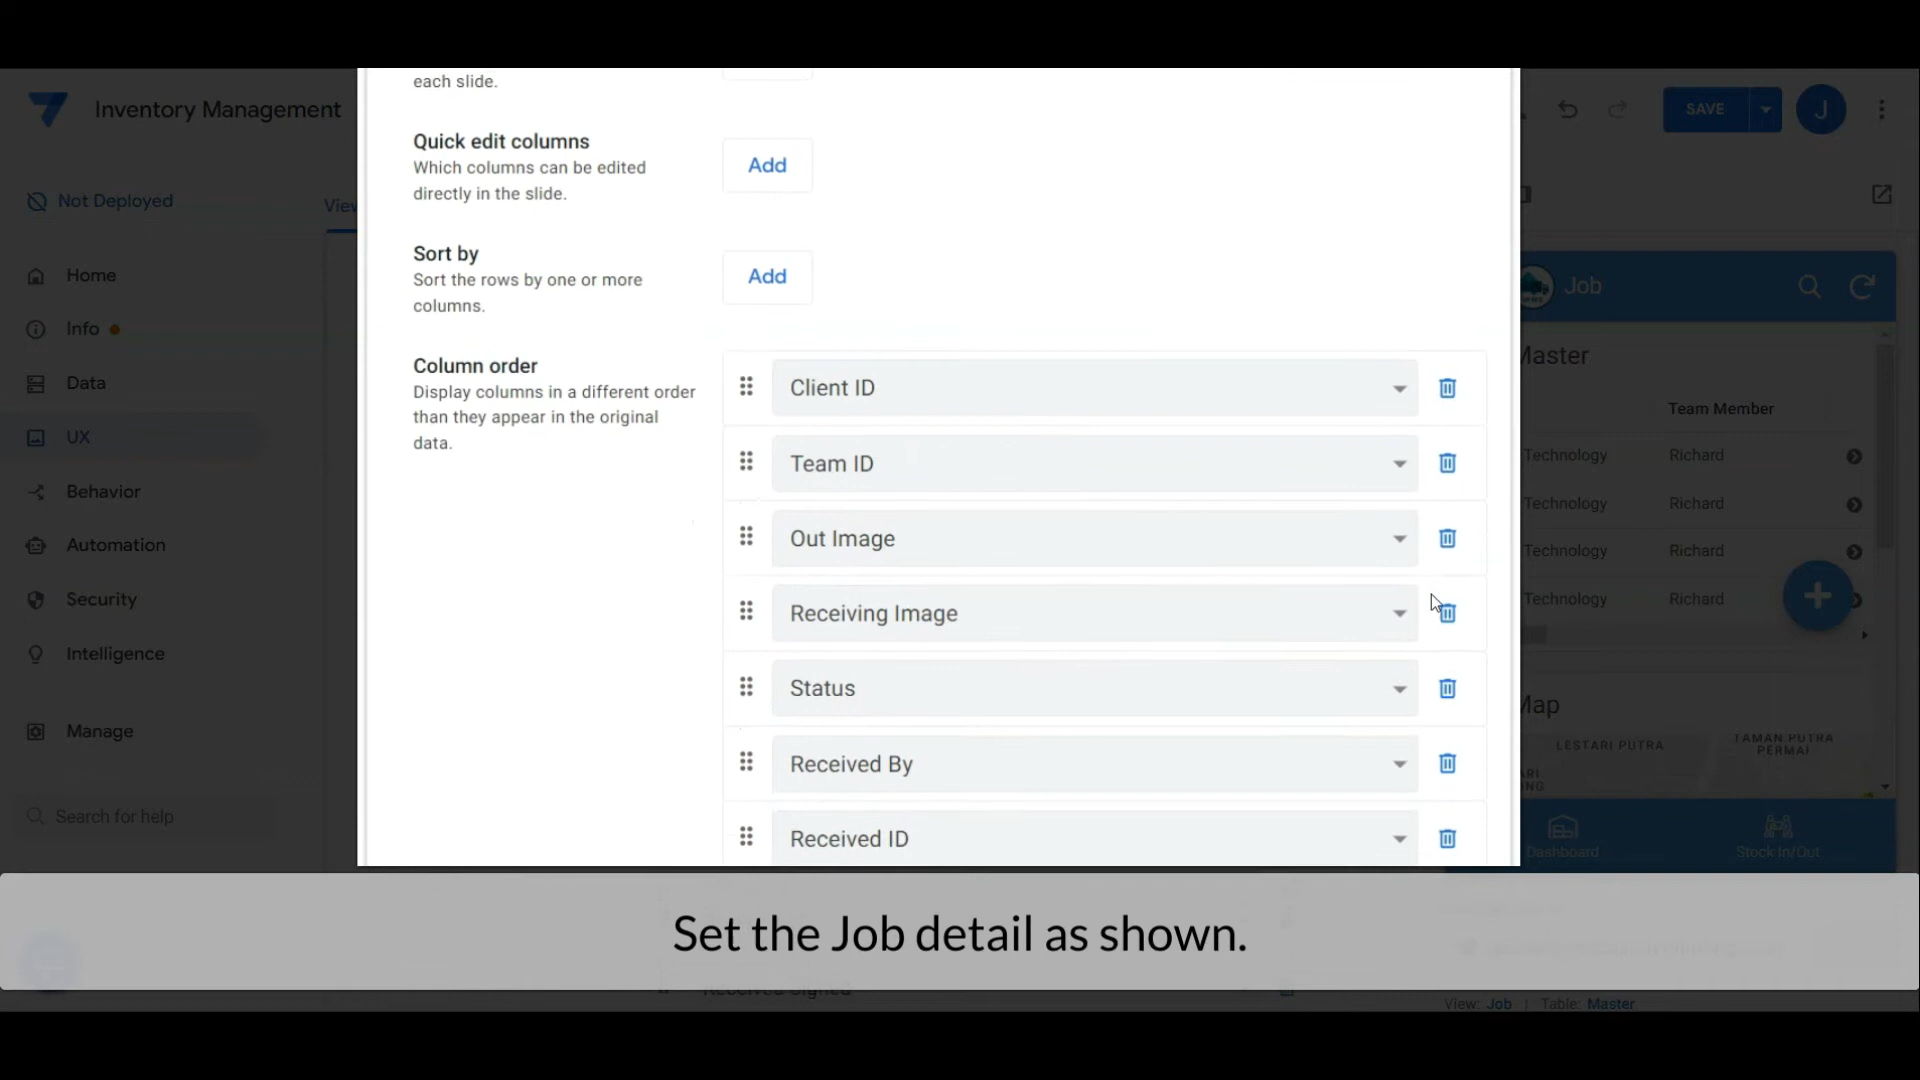 each slide.
Inventory Management
SAVE
J
Quick edit columns
Which columns can be edited
directly in the slide.
Add
Not Deployed
View
Sort by
Sort the rows by one or more
columns.
Add
Home
Info
Data
UX
Behavior
Automation
Security
Intelligence
Manage
Search for help
Column order
Display columns in a different order
than they appear in the original
data.
Client ID
Team ID
Out Image
Receiving Image
Status
Received By
Received ID
Job
Master
Team Member
Technology Richard
Technology Richard
Technology Richard
Technology Richard
Map
LESTARI PUTRA
TAMAN PUTRA
PERMAI
Dashboard
Stock In/Out
Set the Job detail as shown.
View: Job | Table: Master